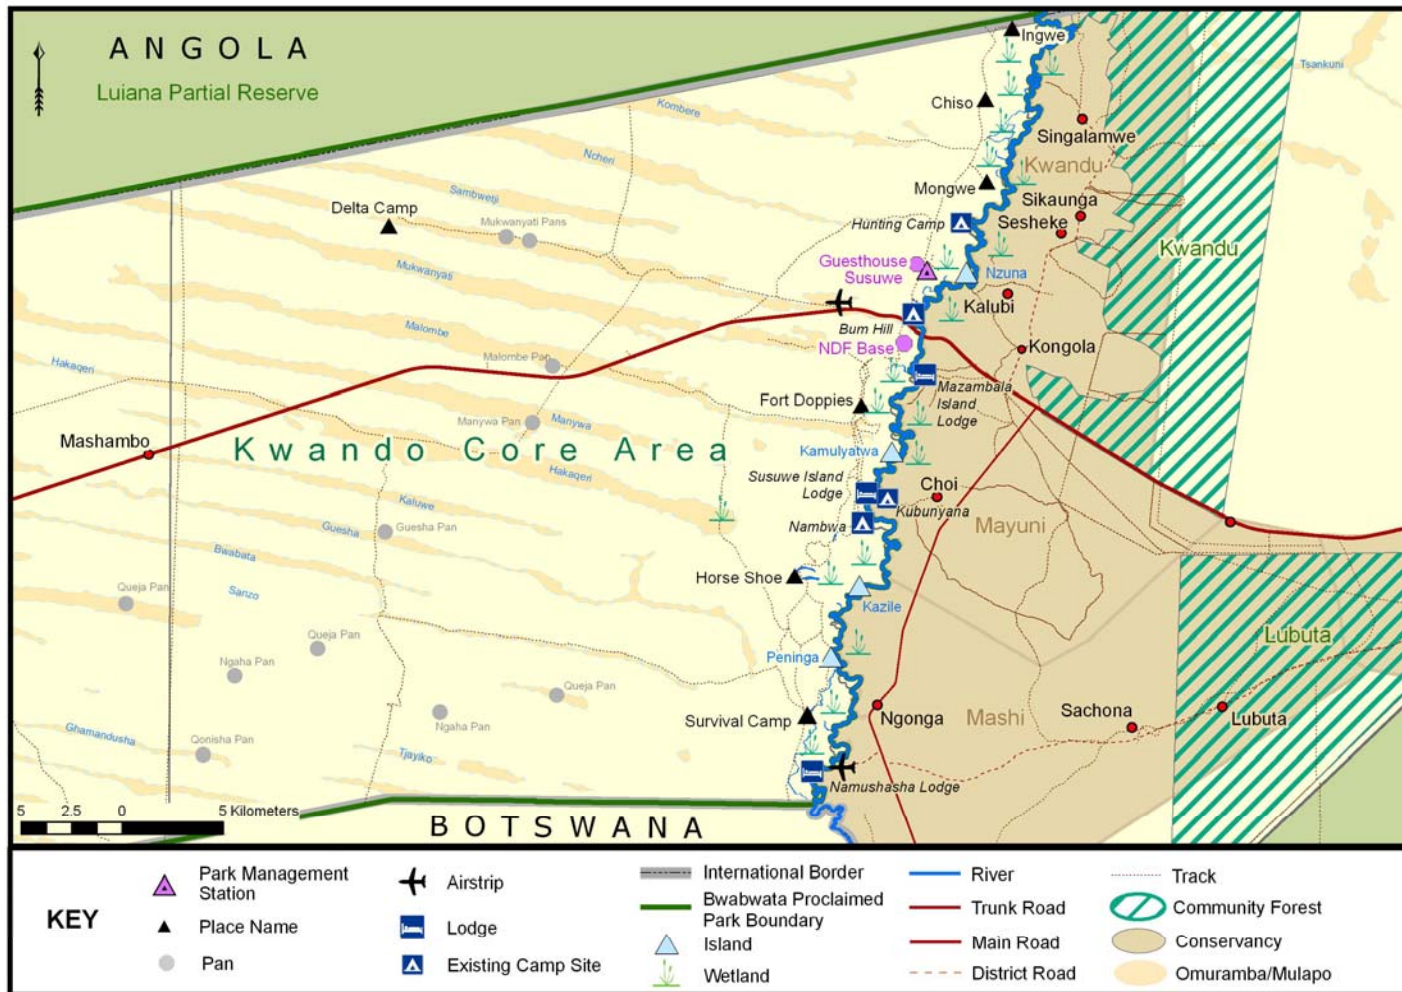 ANGOLA
Luiana Partial Reserve
Ingwe
Tsankuni
Kombere
Chiso
Singalamwe
Ncheri
Kwandu
Sambwetji
Mongwe
Delta Camp
Sikaunga
Mukwanyati Pans
Hunting Camp
Sesheke
Kwandu
Guesthouse
Susuwe
Nzuna
Mukwanyati
Kalubi
Malombe
Bum Hill
NDF Base
Kongola
Hakaqeri
Malombe Pan
Mazambala
Island
Lodge
Fort Doppies
Manywa Pan
Manywa
Mashambo
Kwando Core Area
Kamulyatwa
Hakaqeri
Susuwe Island
Lodge
Choi
Kaluwe
Kubunyana
Guesha
Guesha Pan
Nambwa
Mayuni
Bwabata
Horse Shoe
Queja Pan
Sanzo
Kazile
Queja Pan
Lubuta
Peninga
Ngaha Pan
Queja Pan
Survival Camp
Ngonga
Mashi
Sachona
Lubuta
Ngaha Pan
Ghamandusha
Qonisha Pan
Tjayiko
Namushasha Lodge
5 2.5 0 5 Kilometers
BOTSWANA
KEY
Park Management
Station
Place Name
Pan
Airstrip
Lodge
Existing Camp Site
International Border
Bwabwata Proclaimed
Park Boundary
Island
Wetland
River
Trunk Road
Main Road
District Road
Track
Community Forest
Conservancy
Omuramba/Mulapo